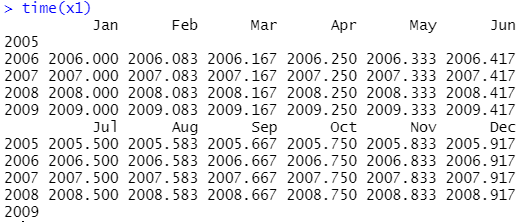 > time(x1)
Jan Feb Mar Apr May Jun
2005
2006 2006.000 2006.083 2006.167 2006.250 2006.333 2006.417
2007 2007.000 2007.083 2007.167 2007.250 2007.333 2007.417
2008 2008.000 2008.083 2008.167 2008.250 2008.333 2008.417
2009 2009.000 2009.083 2009.167 2009.250 2009.333 2009.417
Jul Aug Sep Oct Nov Dec
2005 2005.500 2005.583 2005.667 2005.750 2005.833 2005.917
2006 2006.500 2006.583 2006.667 2006.750 2006.833 2006.917
2007 2007.500 2007.583 2007.667 2007.750 2007.833 2007.917
2008 2008.500 2008.583 2008.667 2008.750 2008.833 2008.917
2009